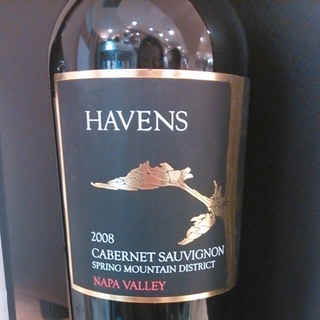 HAVENS
2008
CABERNET SAUVIGNON
SPRING MOUNTAIN DISTRICT
NAPA VALLEY